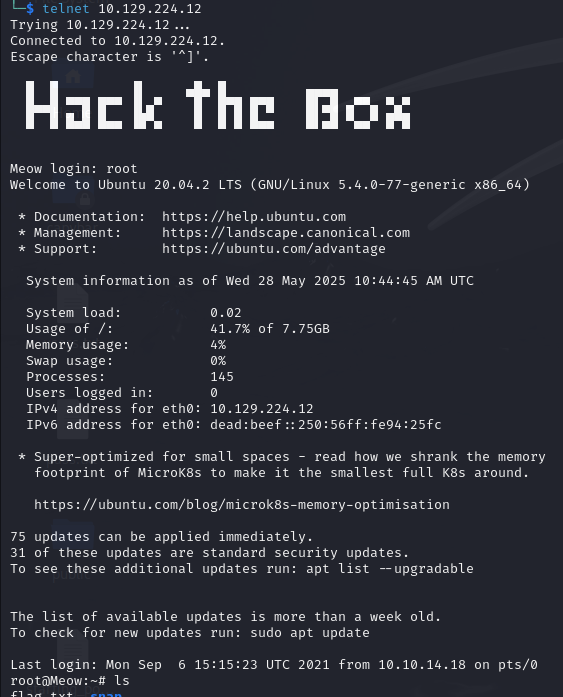 └─$ telnet 10.129.224.12
Trying 10.129.224.12...
Connected to 10.129.224.12.
Escape character is '^]'.
Hack the Box
Meow login: root
Welcome to Ubuntu 20.04.2 LTS (GNU/Linux 5.4.0-77-generic x86_64)
* Documentation:  https://help.ubuntu.com
* Management:     https://landscape.canonical.com
* Support:        https://ubuntu.com/advantage
System information as of Wed 28 May 2025 10:44:45 AM UTC
System load:             0.02
Usage of /:              41.7% of 7.75GB
Memory usage:            4%
Swap usage:              0%
Processes:               145
Users logged in:         0
IPv4 address for eth0: 10.129.224.12
IPv6 address for eth0: dead:beef::250:56ff:fe94:25fc
* Super-optimized for small spaces - read how we shrank the memory
footprint of MicroK8s to make it the smallest full K8s around.
https://ubuntu.com/blog/microk8s-memory-optimisation
75 updates can be applied immediately.
31 of these updates are standard security updates.
To see these additional updates run: apt list --upgradable
The list of available updates is more than a week old.
To check for new updates run: sudo apt update
Last login: Mon Sep  6 15:15:23 UTC 2021 from 10.10.14.18 on pts/0
root@Meow:~# ls
flag.txt  snap